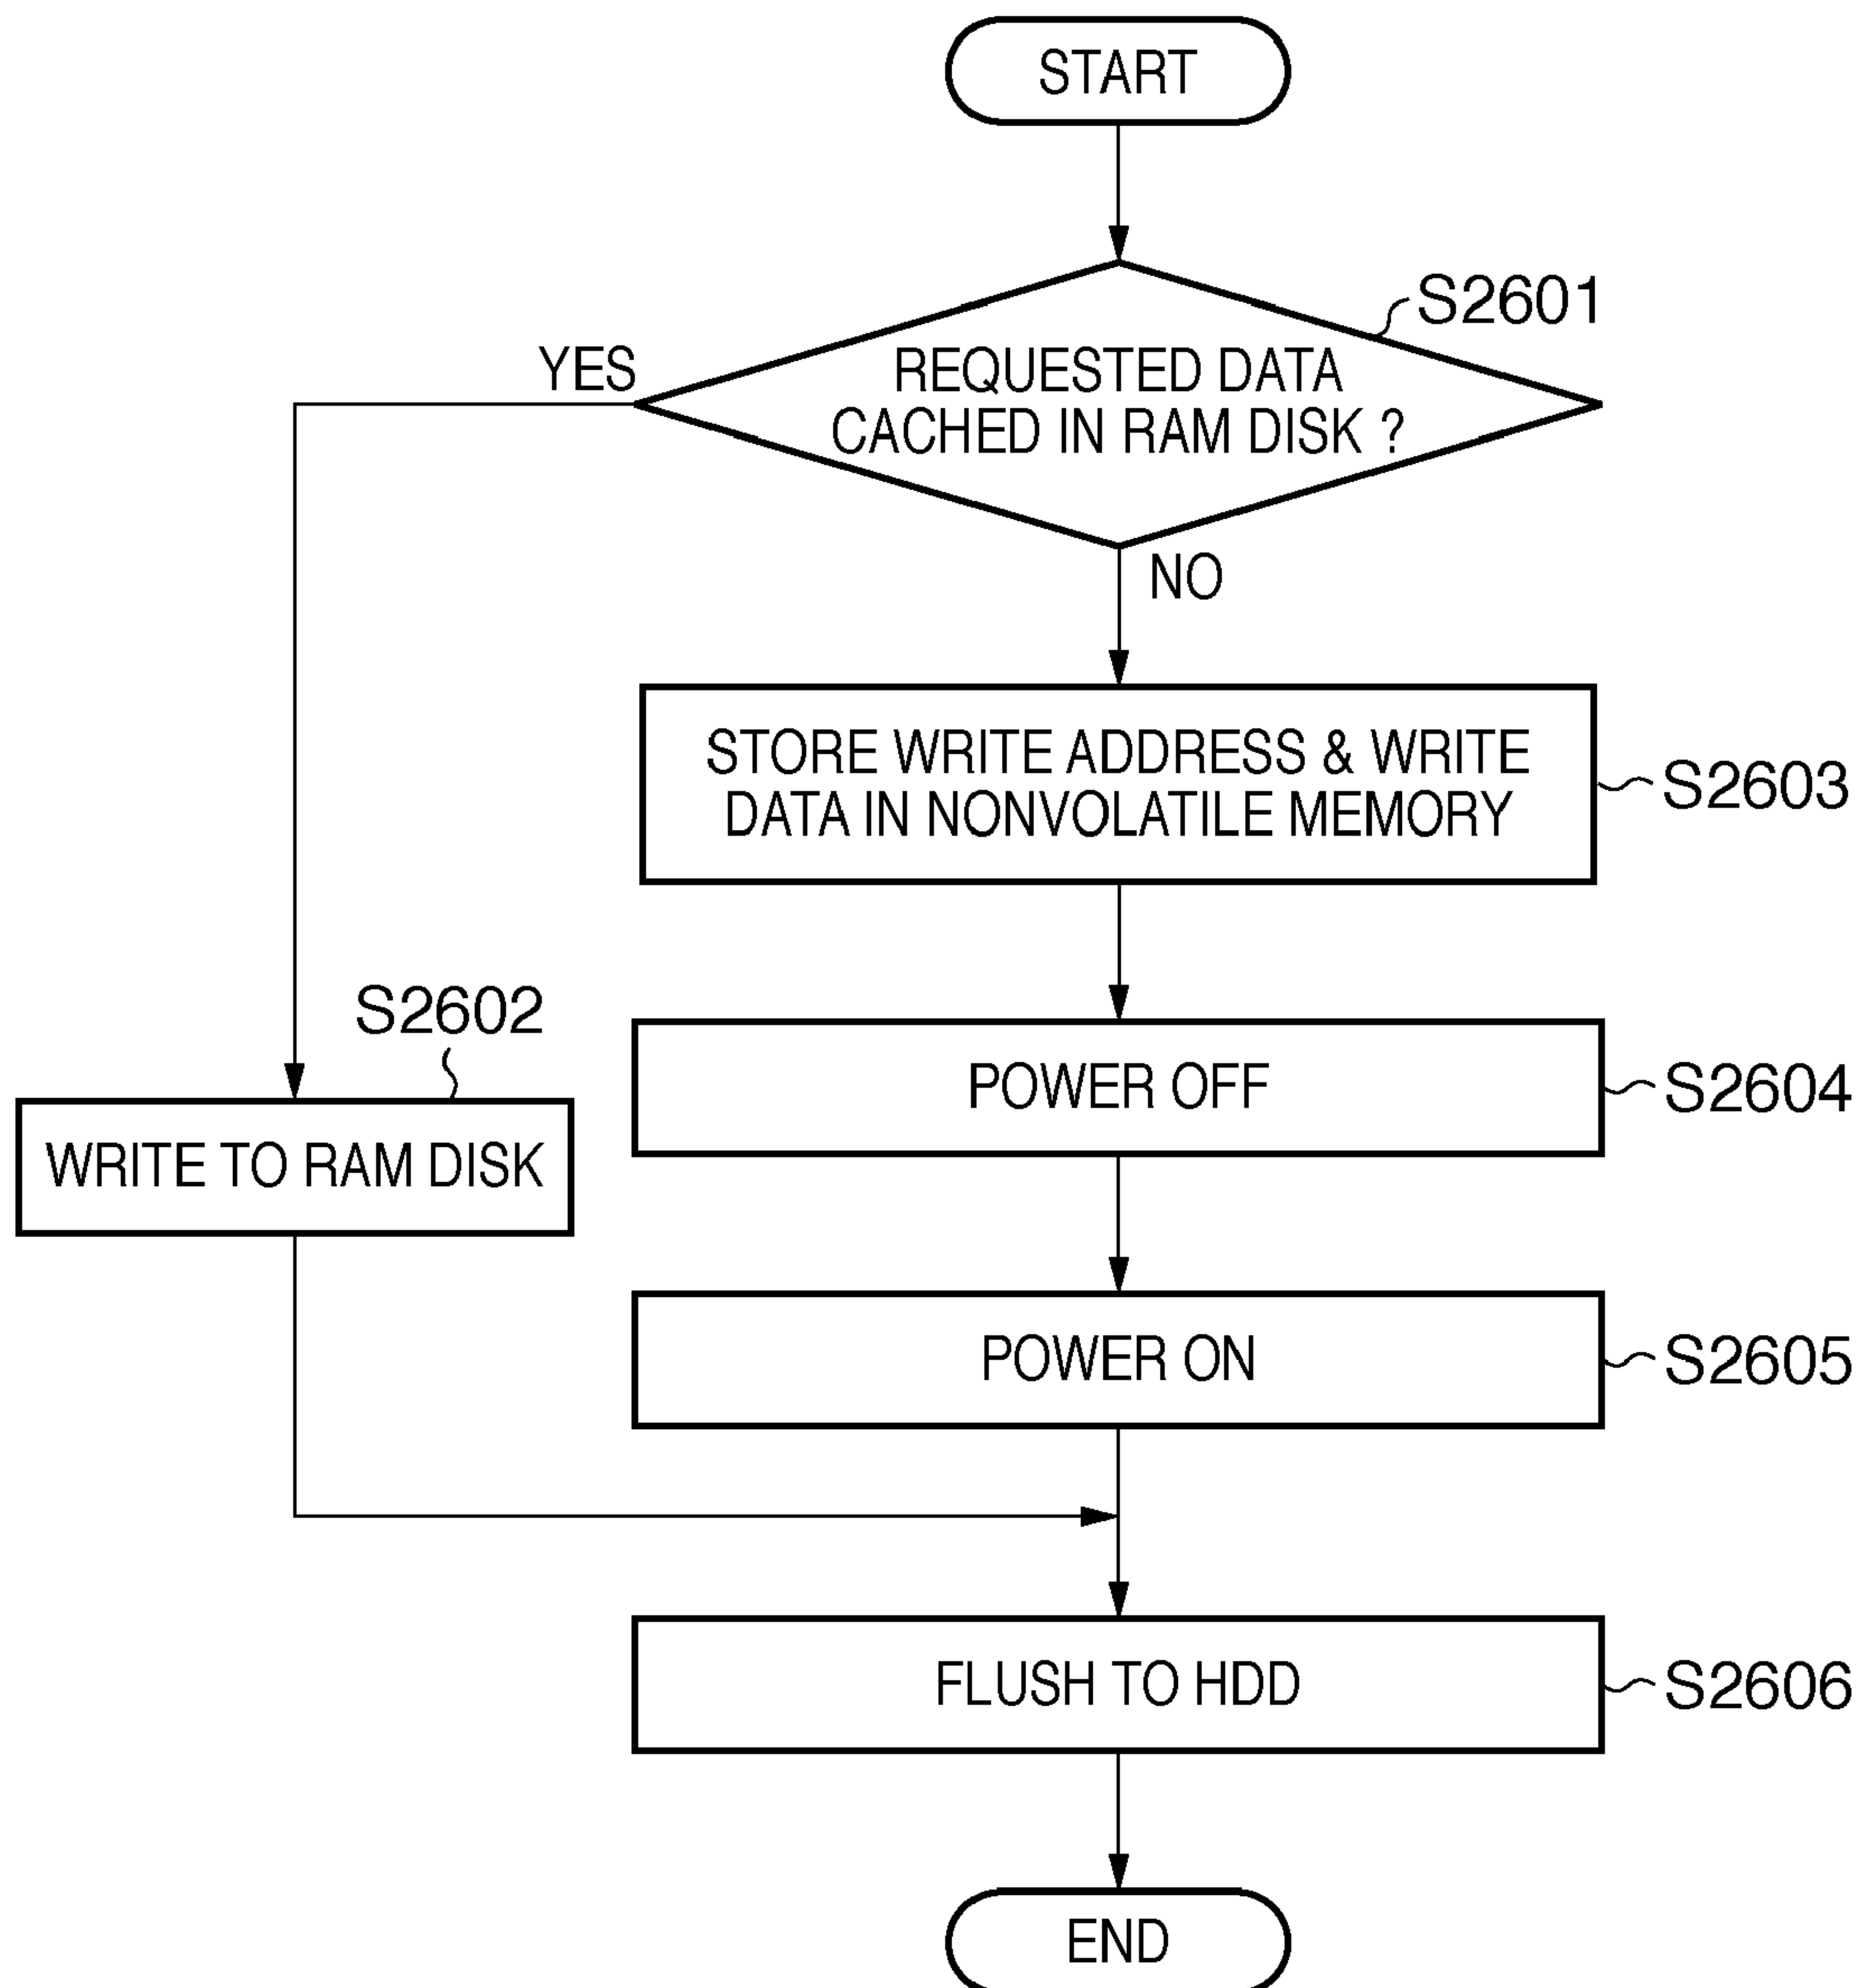 START
S2601
YES
REQUESTED DATA
CACHED IN RAM DISK ?
NO
STORE WRITE ADDRESS & WRITE
DATA IN NONVOLATILE MEMORY
S2603
S2602
WRITE TO RAM DISK
POWER OFF
S2604
POWER ON
S2605
FLUSH TO HDD
S2606
END